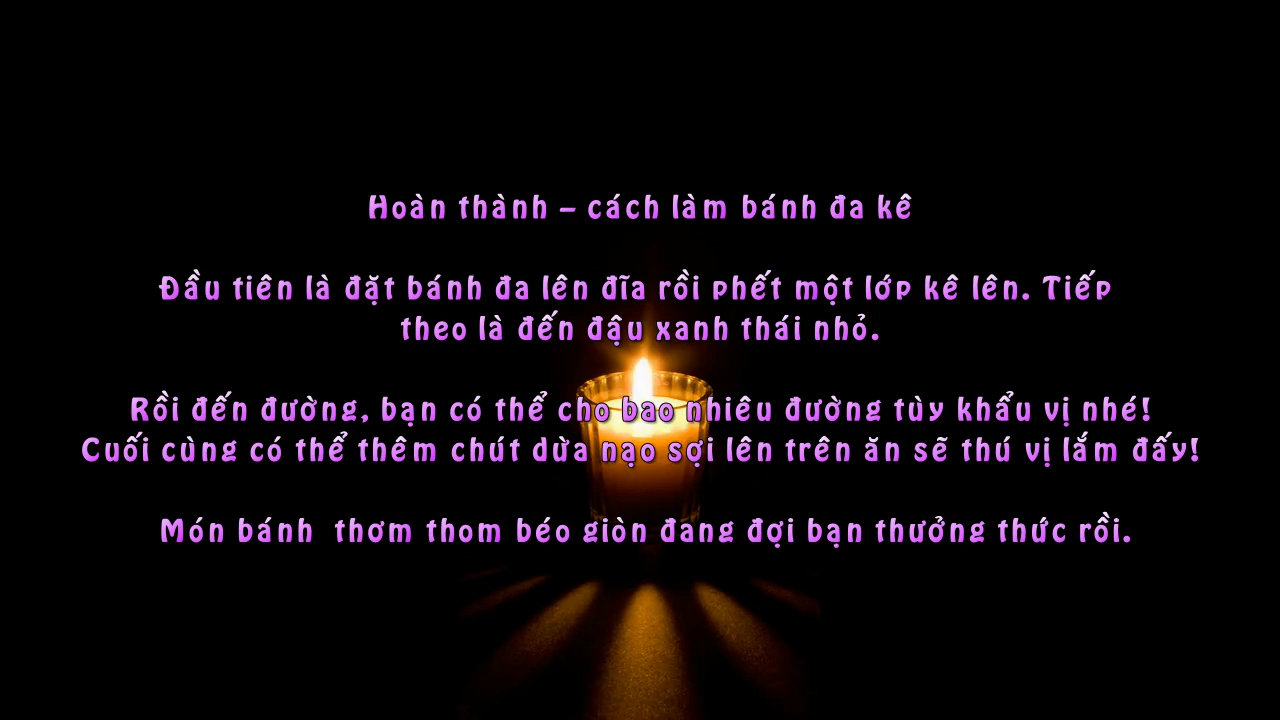 Hoàn thành – cách làm bánh đa kê
Đầu tiên là đặt bánh đa lên đĩa rồi phết một lớp kê lên. Tiếp
theo là đến đậu xanh thái nhỏ.
Rồi đến đường, bạn có thể cho bao nhiêu đường tùy khẩu vị nhé!
Cuối cùng có thể thêm chút dừa nạo sợi lên trên ăn sẽ thú vị lắm đấy!
Món bánh  thơm thom béo giòn đang đợi bạn thưởng thức rồi.